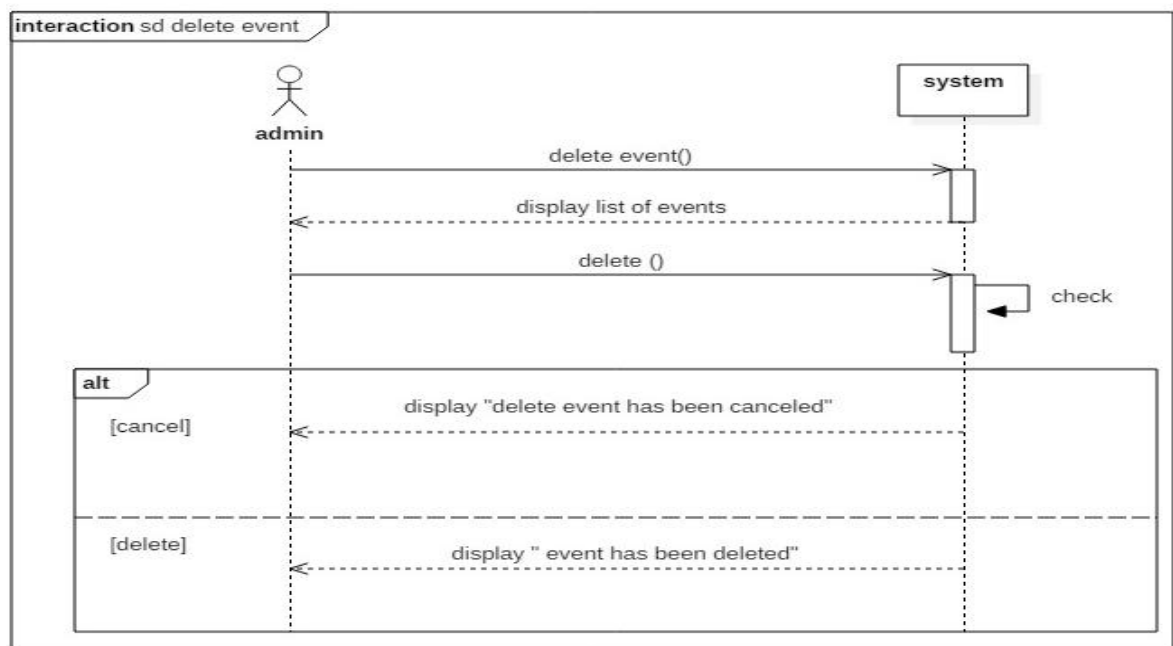 interaction sd delete event
system
admin
delete event()
display list of events
delete ()
check
alt
display "delete event has been canceled"
[cancel]
[delete]
display " event has been deleted"